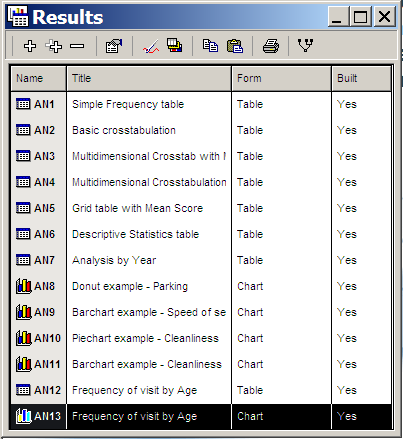 Results
Name Title Form Built
AN1 Simple Frequency table Table Yes
AN2 Basic crosstabulation Table Yes
AN3 Multidimensional Crosstab with Table Yes
AN4 Multidimensional Crosstabulation Table Yes
AN5 Grid table with Mean Score Table Yes
AN6 Descriptive Statistics table Table Yes
AN7 Analysis by Year Table Yes
AN8 Donut example - Parking Chart Yes
AN9 Barchart example - Speed of se Chart Yes
AN10 Piechart example - Cleanliness Chart Yes
AN11 Barchart example - Cleanliness Chart Yes
AN12 Frequency of visit by Age Table Yes
AN13 Frequency of visit by Age Chart Yes